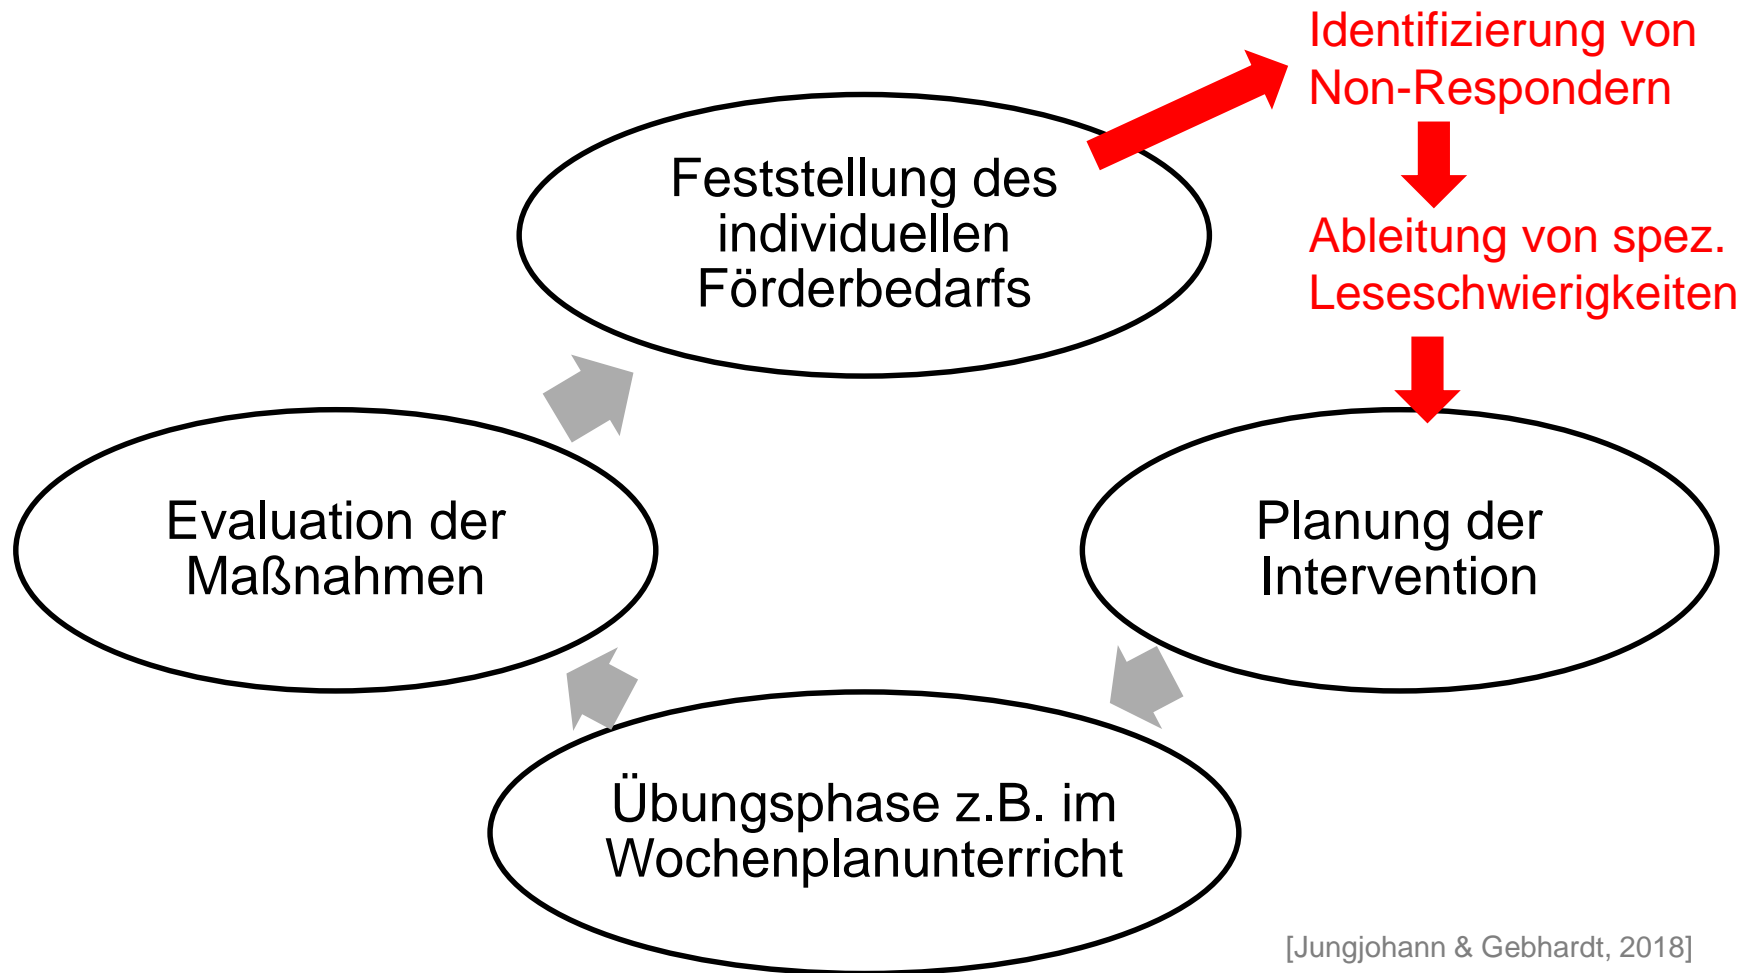 Identifizierung von
Non-Respondern
Feststellung des
individuellen
Förderbedarfs
Ableitung von spez.
Leseschwierigkeiten
Evaluation der
Maßnahmen
Planung der
Intervention
Übungsphase z.B. im
Wochenplanunterricht
[Jungjohann & Gebhardt, 2018]